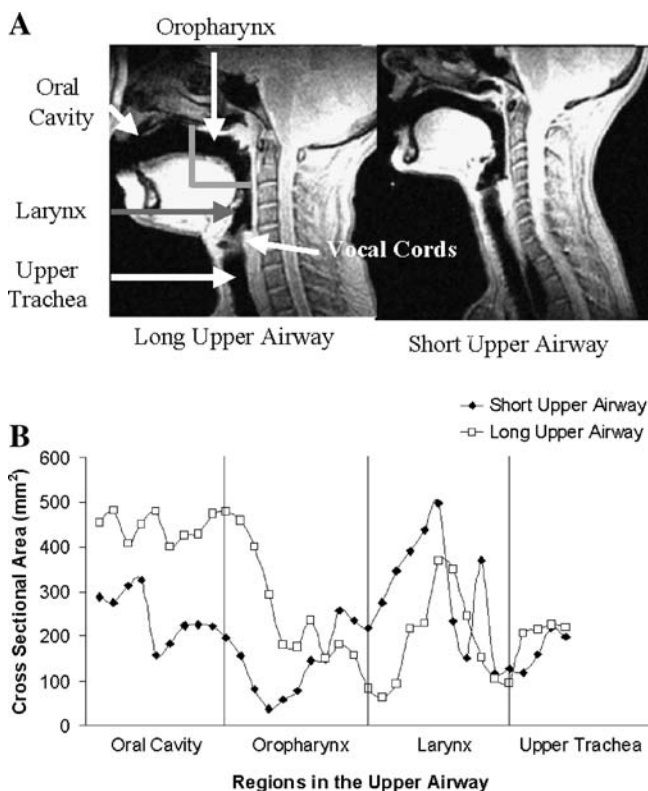 A
Oropharynx
Oral
Cavity
Larynx
Vocal Cords
Upper
Trachea
Long Upper Airway
Short Upper Airway
B
Short Upper Airway
Long Upper Airway
Cross Sectional Area (mm²)
600
500
400
300
200
100
0
Oral Cavity
Oropharynx
Larynx
Upper Trachea
Regions in the Upper Airway